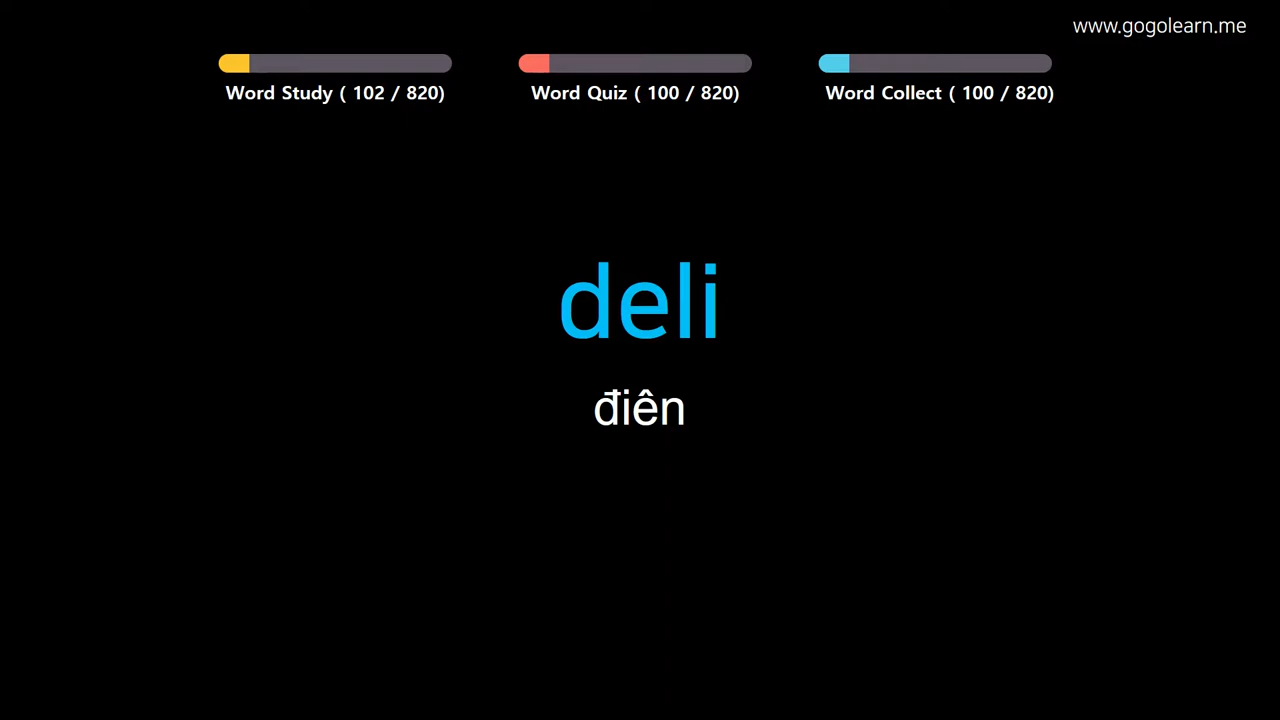 www.gogolearn.me
Word Study ( 102 / 820)
Word Quiz ( 100 / 820)
Word Collect ( 100 / 820)
deli
điên